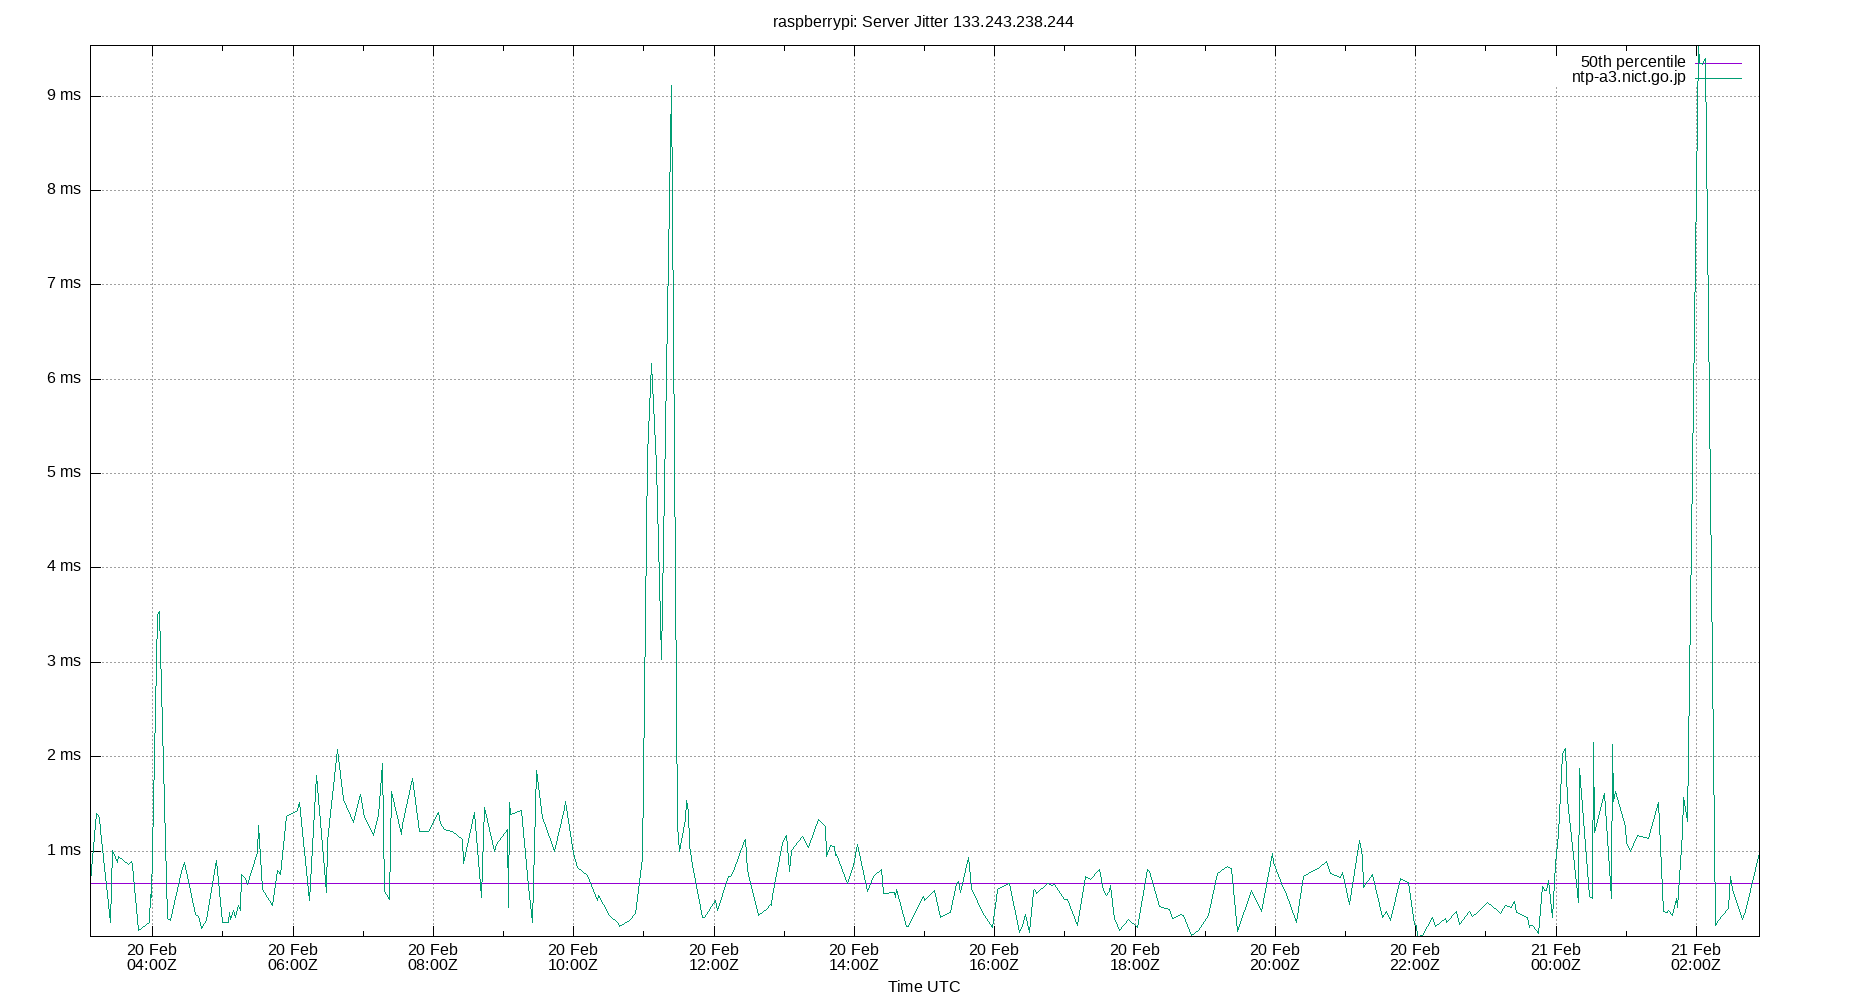 raspberrypi: Server Jitter 133.243.238.244
50th percentile
ntp-a3.nict.go.jp
9 ms
8 ms
7 ms
6 ms
5 ms
4 ms
3 ms
2 ms
1 ms
20 Feb 20 Feb 20 Feb 20 Feb 20 Feb 20 Feb 20 Feb 20 Feb 20 Feb 20 Feb 21 Feb 21 Feb
04:00Z 06:00Z 08:00Z 10:00Z 12:00Z 14:00Z 16:00Z 18:00Z 20:00Z 22:00Z 00:00Z 02:00Z
Time UTC